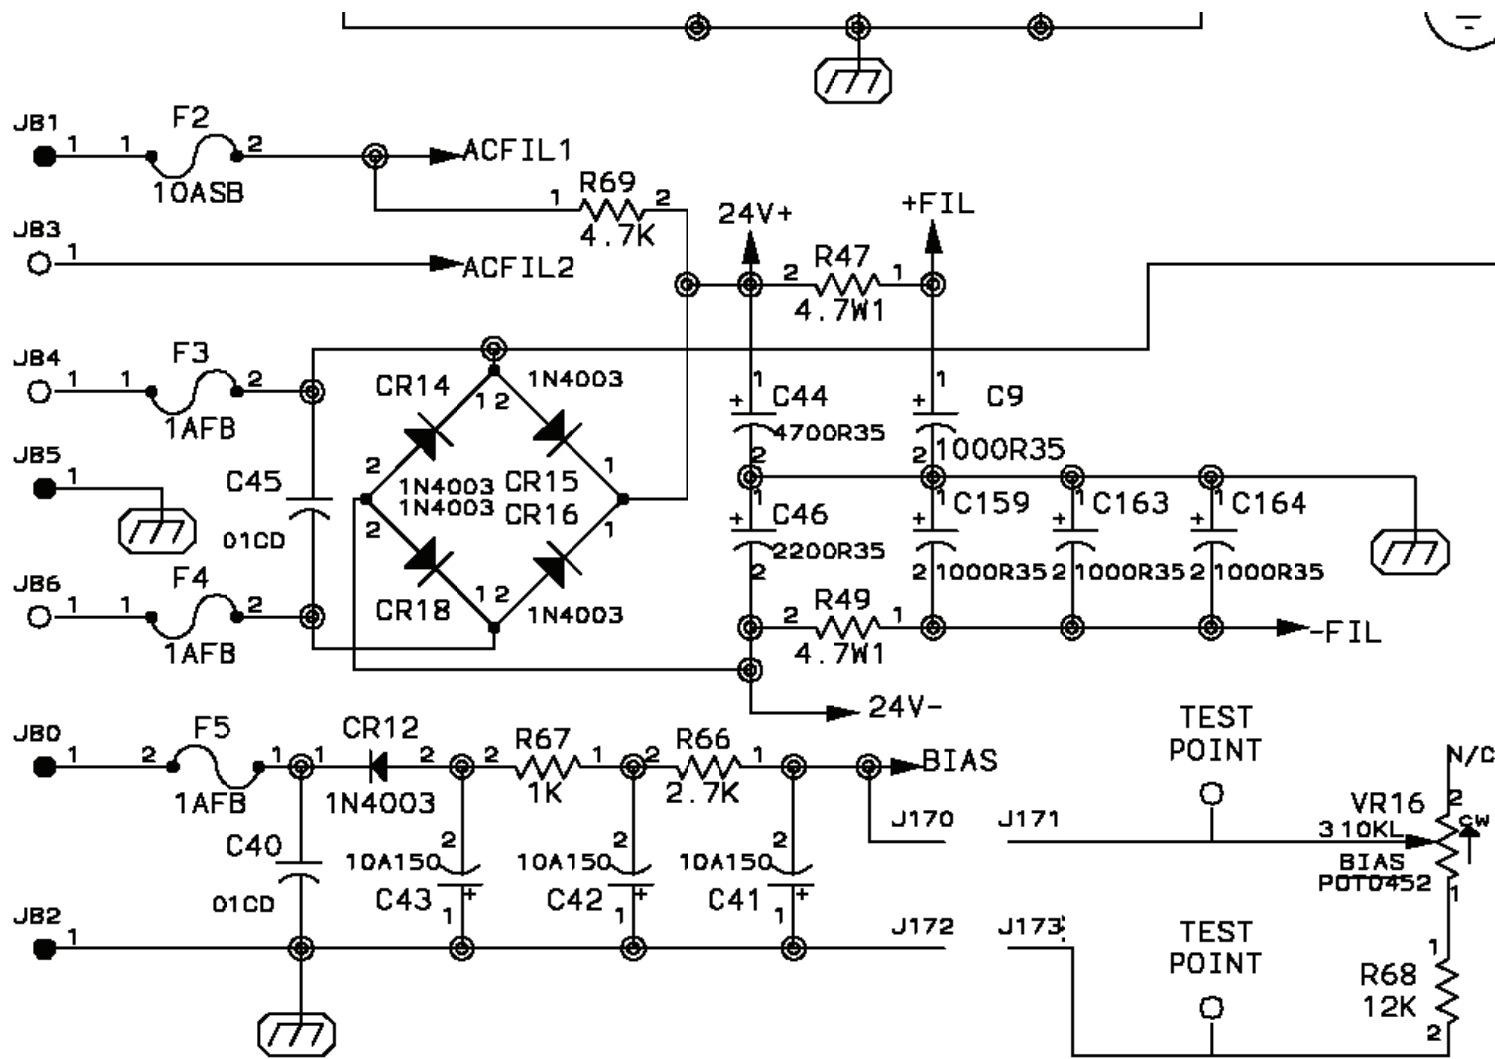 JB1
1
1
F2
2
10ASB
ACFIL1
JB3
1
ACFIL2
1
R69
2
4.7K
24V+
+FIL
2
R47
1
4.7W1
JB4
1
1
F3
2
1AFB
CR14
1N4003
1 2
2
1
1N4003
1N4003
CR15
CR16
2
1
CR18
1 2
1N4003
JB5
1
C45
01CD
JB6
1
1
F4
2
1AFB
1
+
C44
4700R35
2
1
+
C9
1000R35
2
1
+
C46
2200R35
2
1
+
C159
2
1000R35
1
+
C163
2
1000R35
1
+
C164
2
1000R35
2
R49
1
4.7W1
-FIL
24V-
JB0
1
2
F5
1
1AFB
1
CR12
2
1N4003
2
R67
1
1K
2
R66
1
2.7K
BIAS
C40
01CD
2
10A150
C43
+
1
2
10A150
C42
+
1
2
10A150
C41
+
1
JB2
1
J170
J171
J172
J173
TEST
POINT
N/C
2
VR16
3 10KL
CW
BIAS
POT0452
1
TEST
POINT
1
R68
12K
2